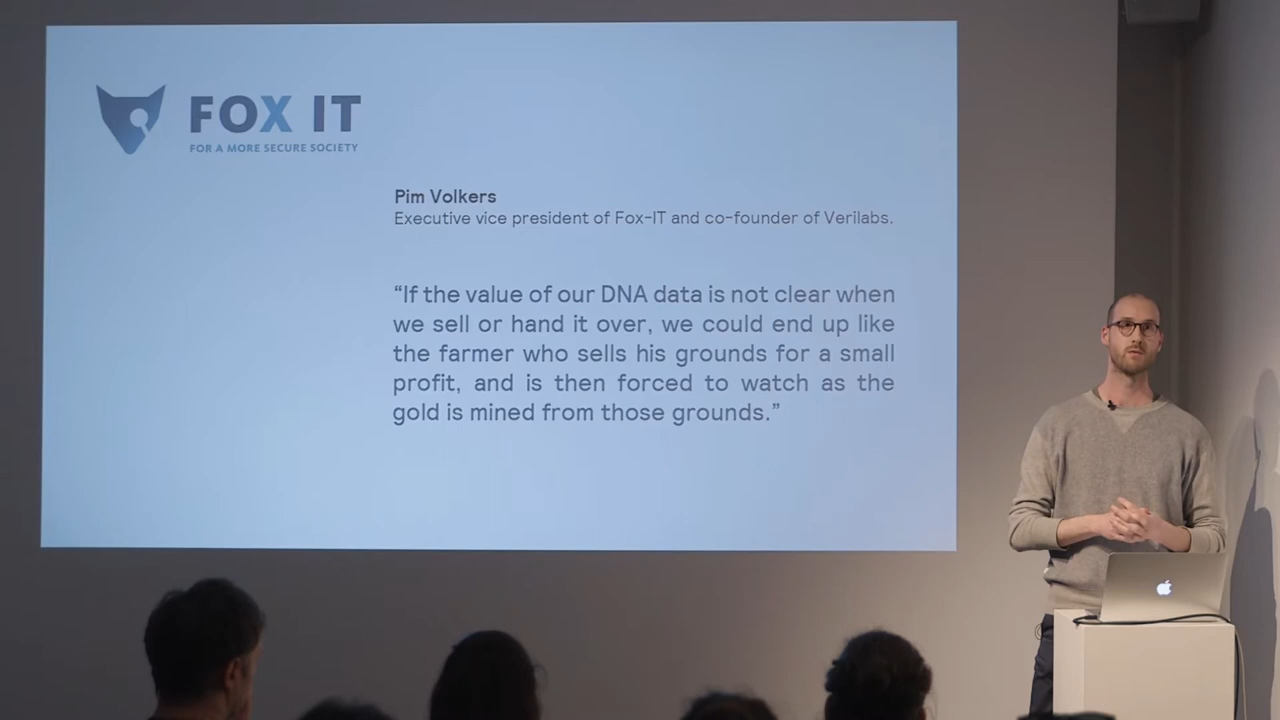 FOX IT
FOR A MORE SECURE SOCIETY
Pim Volkers
Executive vice president of Fox-IT and co-founder of Verilabs.
“If the value of our DNA data is not clear when
we sell or hand it over, we could end up like
the farmer who sells his grounds for a small
profit, and is then forced to watch as the
gold is mined from those grounds.”